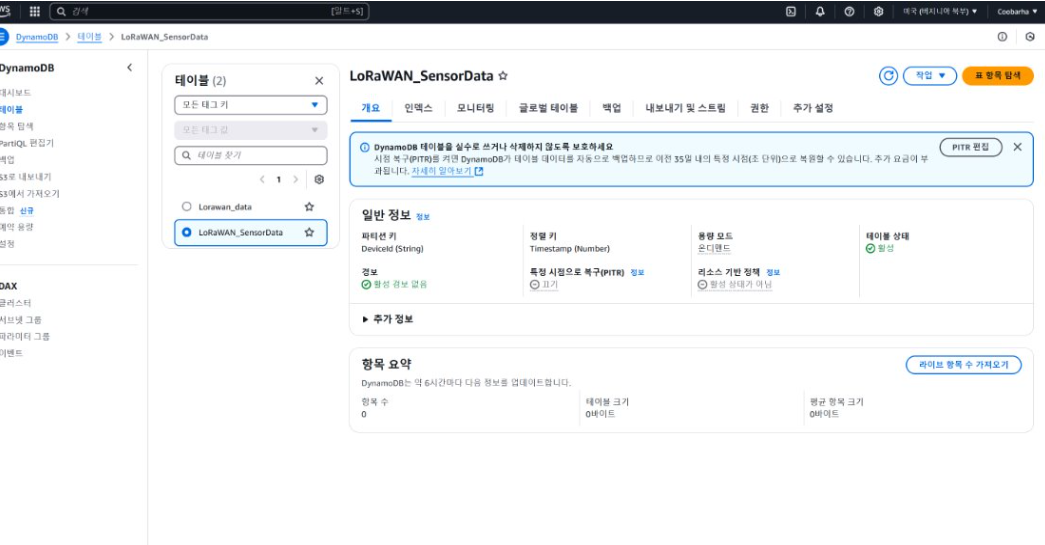 검색
[알트+S]
미국 (버지니아 북부) ▼
Coobarha ▼
DynamoDB > 테이블 > LoRaWAN_SensorData
DynamoDB
대시보드
테이블
항목 탐색
PartiQL 편집기
백업
S3로 내보내기
S3에서 가져오기
통합 신규
예약 용량
설정
DAX
클러스터
서브넷 그룹
파라미터 그룹
이벤트
테이블 (2)
모든 태그 키
모든 태그 값
테이블 찾기
1
Lorawan_data
LoRaWAN_SensorData
LoRaWAN_SensorData
작업 ▼
표 항목 탐색
개요
인덱스
모니터링
글로벌 테이블
백업
내보내기 및 스트림
권한
추가 설정
DynamoDB 테이블을 실수로 쓰거나 삭제하지 않도록 보호하세요
시점 복구(PITR)를 켜면 DynamoDB가 테이블 데이터를 자동으로 백업하므로 이전 35일 내의 특정 시점(초 단위)으로 복원할 수 있습니다. 추가 요금이 부
과됩니다. 자세히 알아보기
PITR 편집
일반 정보 정보
파티션 키
DeviceId (String)
정렬 키
Timestamp (Number)
용량 모드
온디맨드
테이블 상태
활성
경보
활성 경보 없음
특정 시점으로 복구(PITR) 정보
끄기
리소스 기반 정책 정보
활성 상태가 아님
▶ 추가 정보
항목 요약
라이브 항목 수 가져오기
DynamoDB는 약 6시간마다 다음 정보를 업데이트합니다.
항목 수
0
테이블 크기
0바이트
평균 항목 크기
0바이트